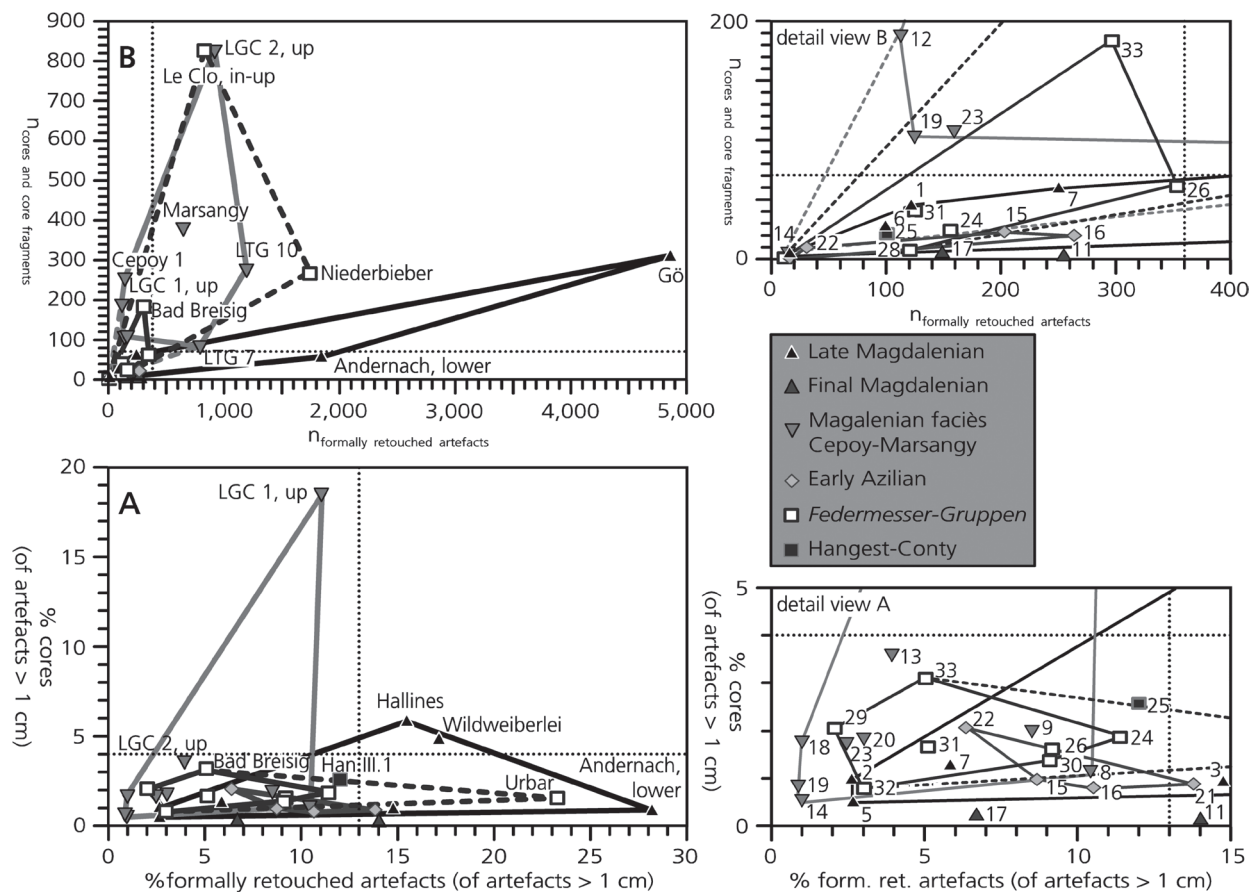 B
900
800
700
600
500
400
300
200
100
0
n cores and core fragments
LGC 2, up
Le Clo, in-up
Marsangy
Cepoy 1
LTG 10
LGC 1, up
Niederbieber
Bad Breisig
Gö
LTG 7
Andernach, lower
0
1,000
2,000
3,000
4,000
5,000
n formally retouched artefacts
detail view B
200
100
0
n cores and core fragments
12
33
19
23
1
7
26
6
31
24
15
14
22
25
16
28
17
11
0
100
200
300
400
n formally retouched artefacts
Late Magdalenian
Final Magdalenian
Magalenian faciès
Cepoy-Marsangy
Early Azilian
Federmesser-Gruppen
Hangest-Conty
A
20
15
10
5
0
% cores
(of artefacts > 1 cm)
LGC 1, up
Hallines
Wildweiberlei
LGC 2, up
Bad Breisig
Han.III.1
Andernach,
lower
Urbar
0
5
10
15
20
25
30
%formally retouched artefacts (of artefacts > 1 cm)
detail view A
5
0
% cores
(of artefacts > 1 cm)
13
33
25
29
22
9
18
20
31
26
24
23
7
30
8
3
19
2
1
32
15
16
21
14
5
17
11
0
5
10
15
% form. ret. artefacts (of artefacts > 1 cm)